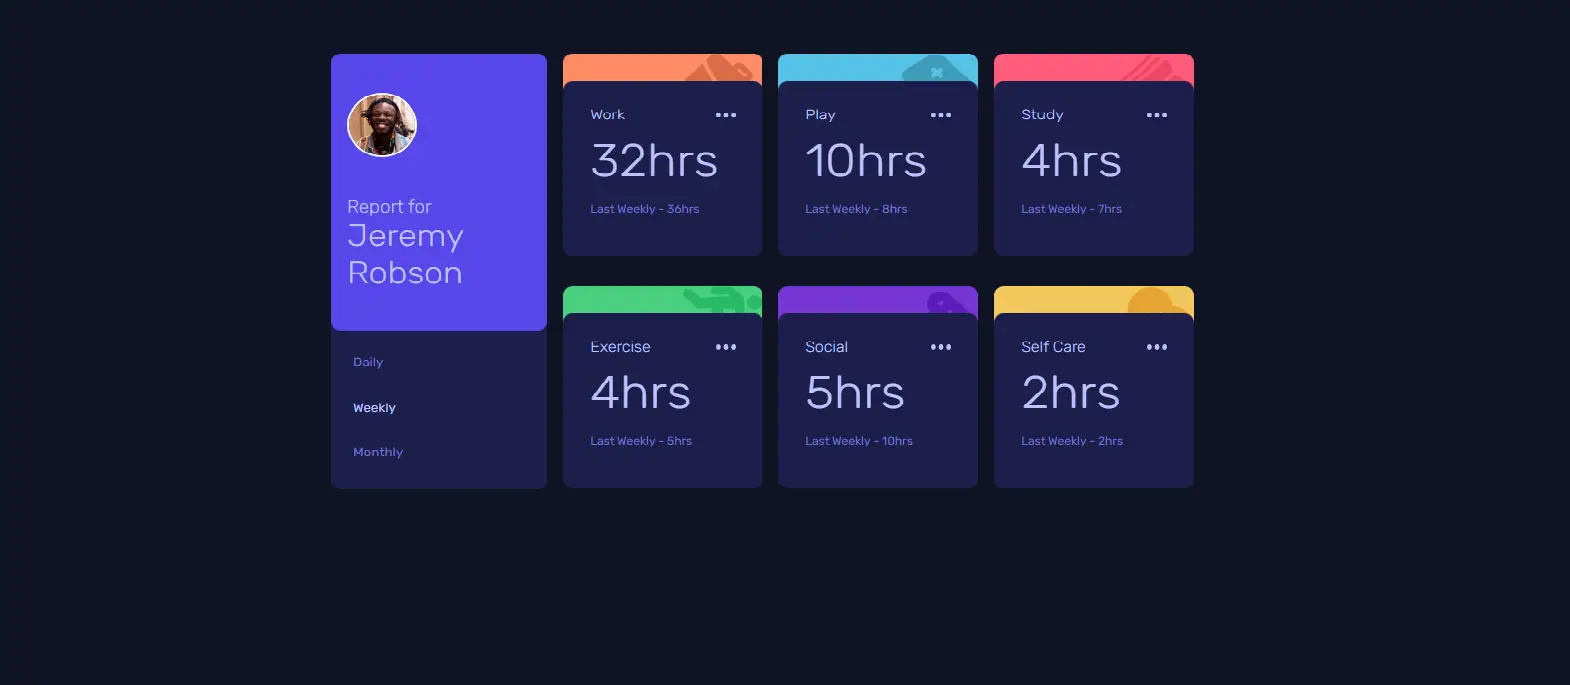 Report for
Jeremy
Robson
Daily
Weekly
Monthly
Work
32hrs
Last Weekly - 36hrs
Play
10hrs
Last Weekly - 8hrs
Study
4hrs
Last Weekly - 7hrs
Exercise
4hrs
Last Weekly - 5hrs
Social
5hrs
Last Weekly - 10hrs
Self Care
2hrs
Last Weekly - 2hrs